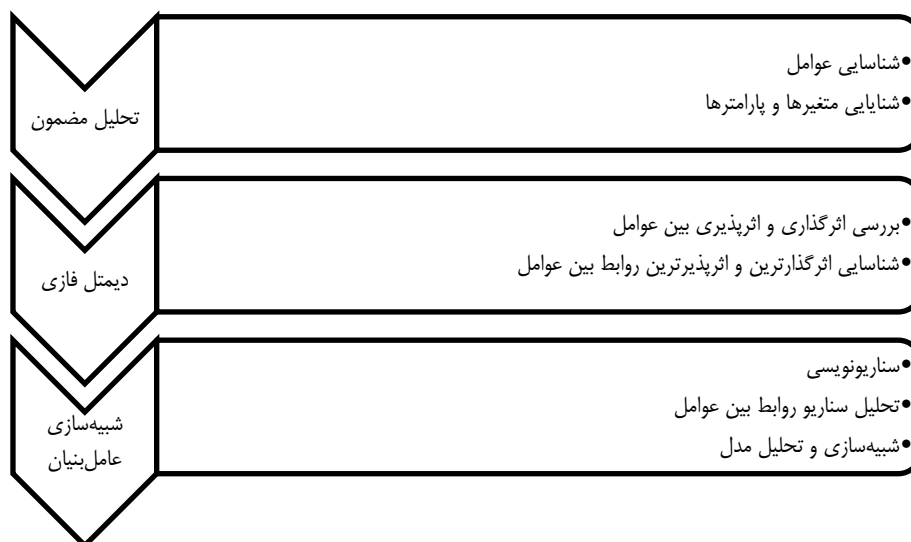 تحلیل مضمون
•شناسایی عوامل
•شنایایی متغیرها و پارامترها
دیمتل فازی
•بررسی اثرگذاری و اثرپذیری بین عوامل
•شناسایی اثرگذارترین و اثرپذیرترین روابط بین عوامل
شبیه‌سازی
عامل‌بنیان
•سناریونویسی
•تحلیل سناریو روابط بین عوامل
•شبیه‌سازی و تحلیل مدل